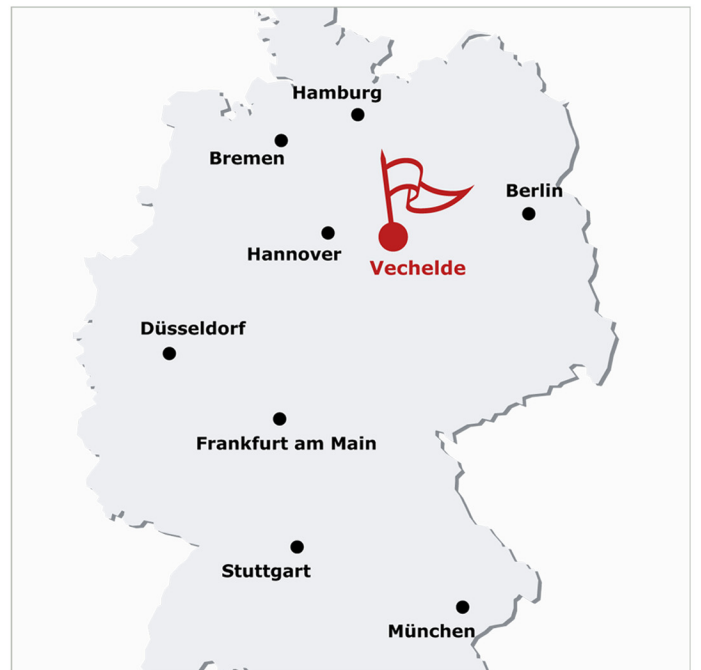 Hamburg
Bremen
Berlin
Hannover
Vechelde
Düsseldorf
Frankfurt am Main
Stuttgart
München